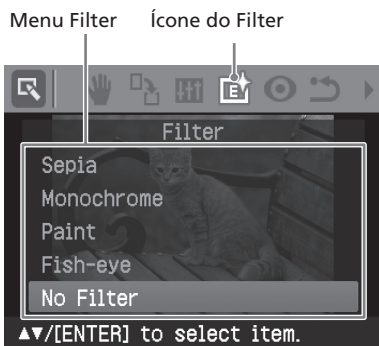 Menu Filter Ícone do Filter
E
Filter
Sepia
Monochrome
Paint
Fish-eye
No Filter
▲▼/[ENTER] to select item.